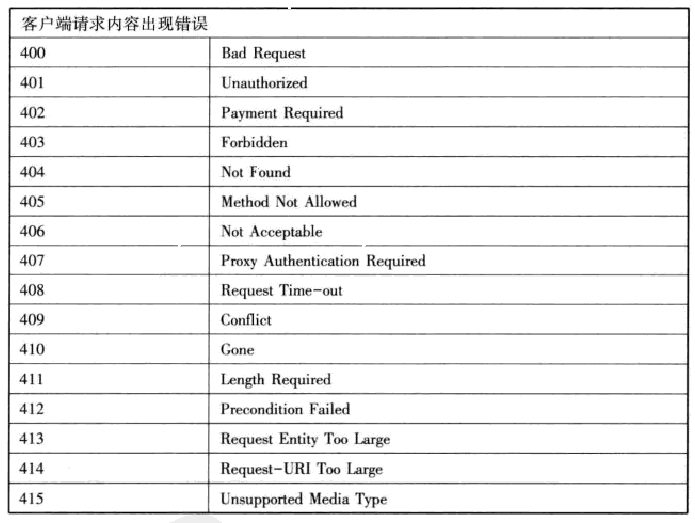 客户端请求内容出现错误
400 Bad Request
401 Unauthorized
402 Payment Required
403 Forbidden
404 Not Found
405 Method Not Allowed
406 Not Acceptable
407 Proxy Authentication Required
408 Request Time-out
409 Conflict
410 Gone
411 Length Required
412 Precondition Failed
413 Request Entity Too Large
414 Request-URI Too Large
415 Unsupported Media Type